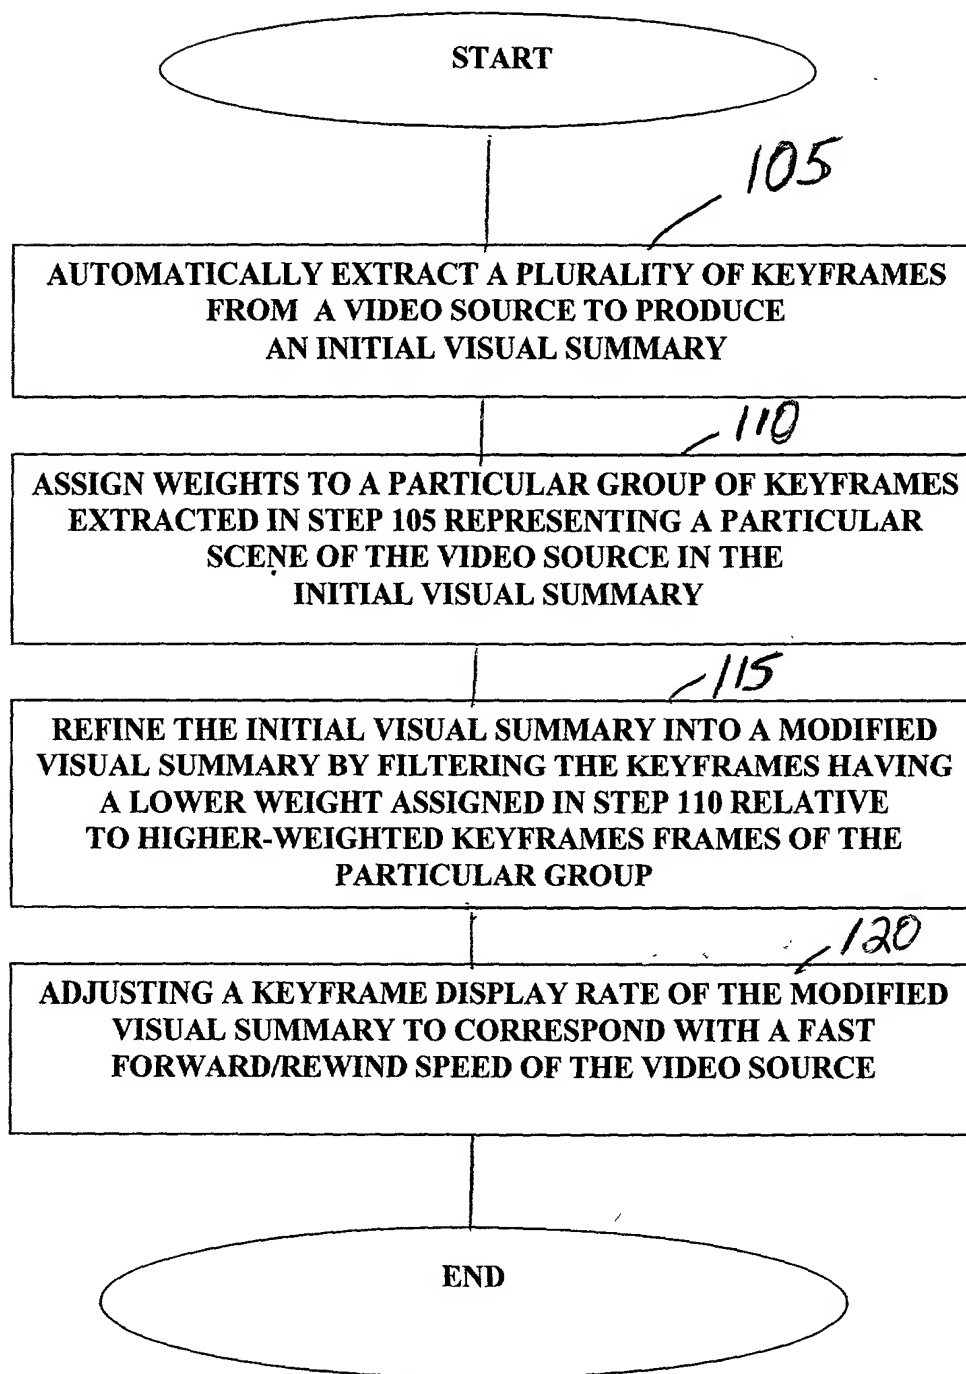 START
105
AUTOMATICALLY EXTRACT A PLURALITY OF KEYFRAMES
FROM A VIDEO SOURCE TO PRODUCE
AN INITIAL VISUAL SUMMARY
110
ASSIGN WEIGHTS TO A PARTICULAR GROUP OF KEYFRAMES
EXTRACTED IN STEP 105 REPRESENTING A PARTICULAR
SCENE OF THE VIDEO SOURCE IN THE
INITIAL VISUAL SUMMARY
115
REFINE THE INITIAL VISUAL SUMMARY INTO A MODIFIED
VISUAL SUMMARY BY FILTERING THE KEYFRAMES HAVING
A LOWER WEIGHT ASSIGNED IN STEP 110 RELATIVE
TO HIGHER-WEIGHTED KEYFRAMES FRAMES OF THE
PARTICULAR GROUP
120
ADJUSTING A KEYFRAME DISPLAY RATE OF THE MODIFIED
VISUAL SUMMARY TO CORRESPOND WITH A FAST
FORWARD/REWIND SPEED OF THE VIDEO SOURCE
END